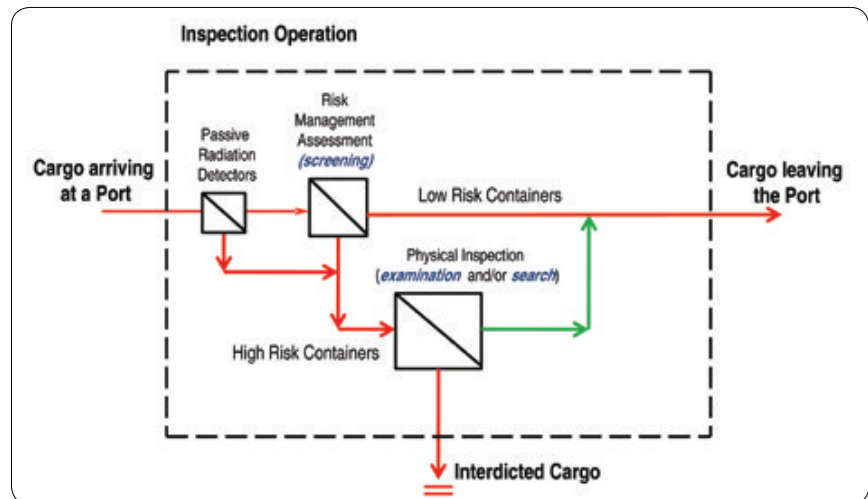 Inspection Operation
Risk
Management
Assessment
(screening)
Passive
Radiation
Detectors
Cargo arriving
at a Port
Cargo leaving
the Port
Low Risk Containers
Physical Inspection
(examination and/or search)
High Risk Containers
Interdicted Cargo